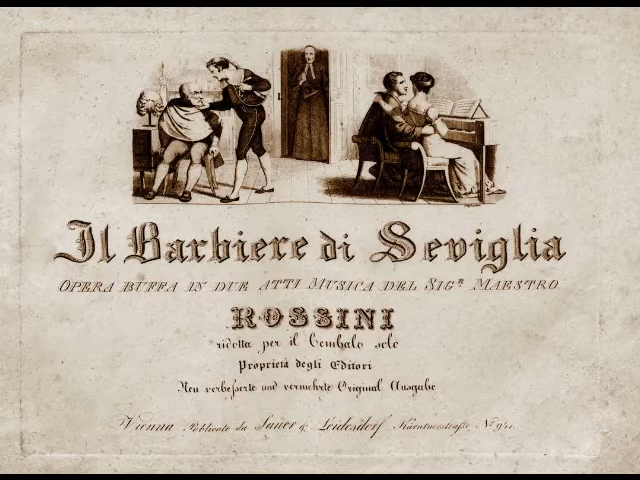 Il Barbiere di Seviglia
OPERA BUFFA IN DUE ATTI MUSICA DEL SIGR. MAESTRO
ROSSINI
ridotta per il Cembalo solo
Proprietà degli Editori
Neu verbesserte und vermehrte Original Ausgabe
Vienna Publicato da Sauer & Leidesdorf Kärntnerstraße No. 941